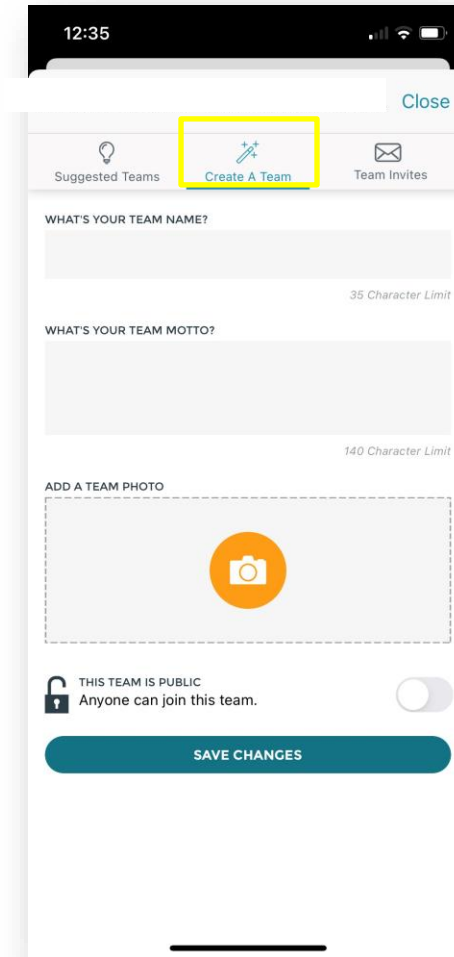 12:35
Close
Suggested Teams
Create A Team
Team Invites
WHAT'S YOUR TEAM NAME?
35 Character Limit
WHAT'S YOUR TEAM MOTTO?
140 Character Limit
ADD A TEAM PHOTO
THIS TEAM IS PUBLIC
Anyone can join this team.
SAVE CHANGES